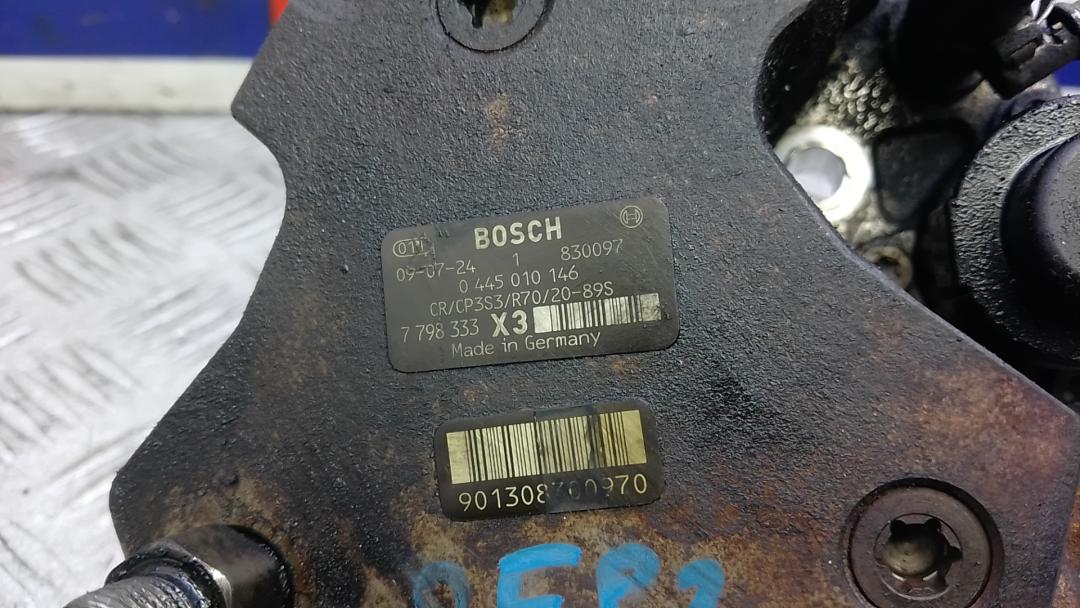 011 BOSCH
09-07-24 1 830097
0 445 010 146
CR/CP3S3/R70/20-89S
7 798 333 X3
Made in Germany